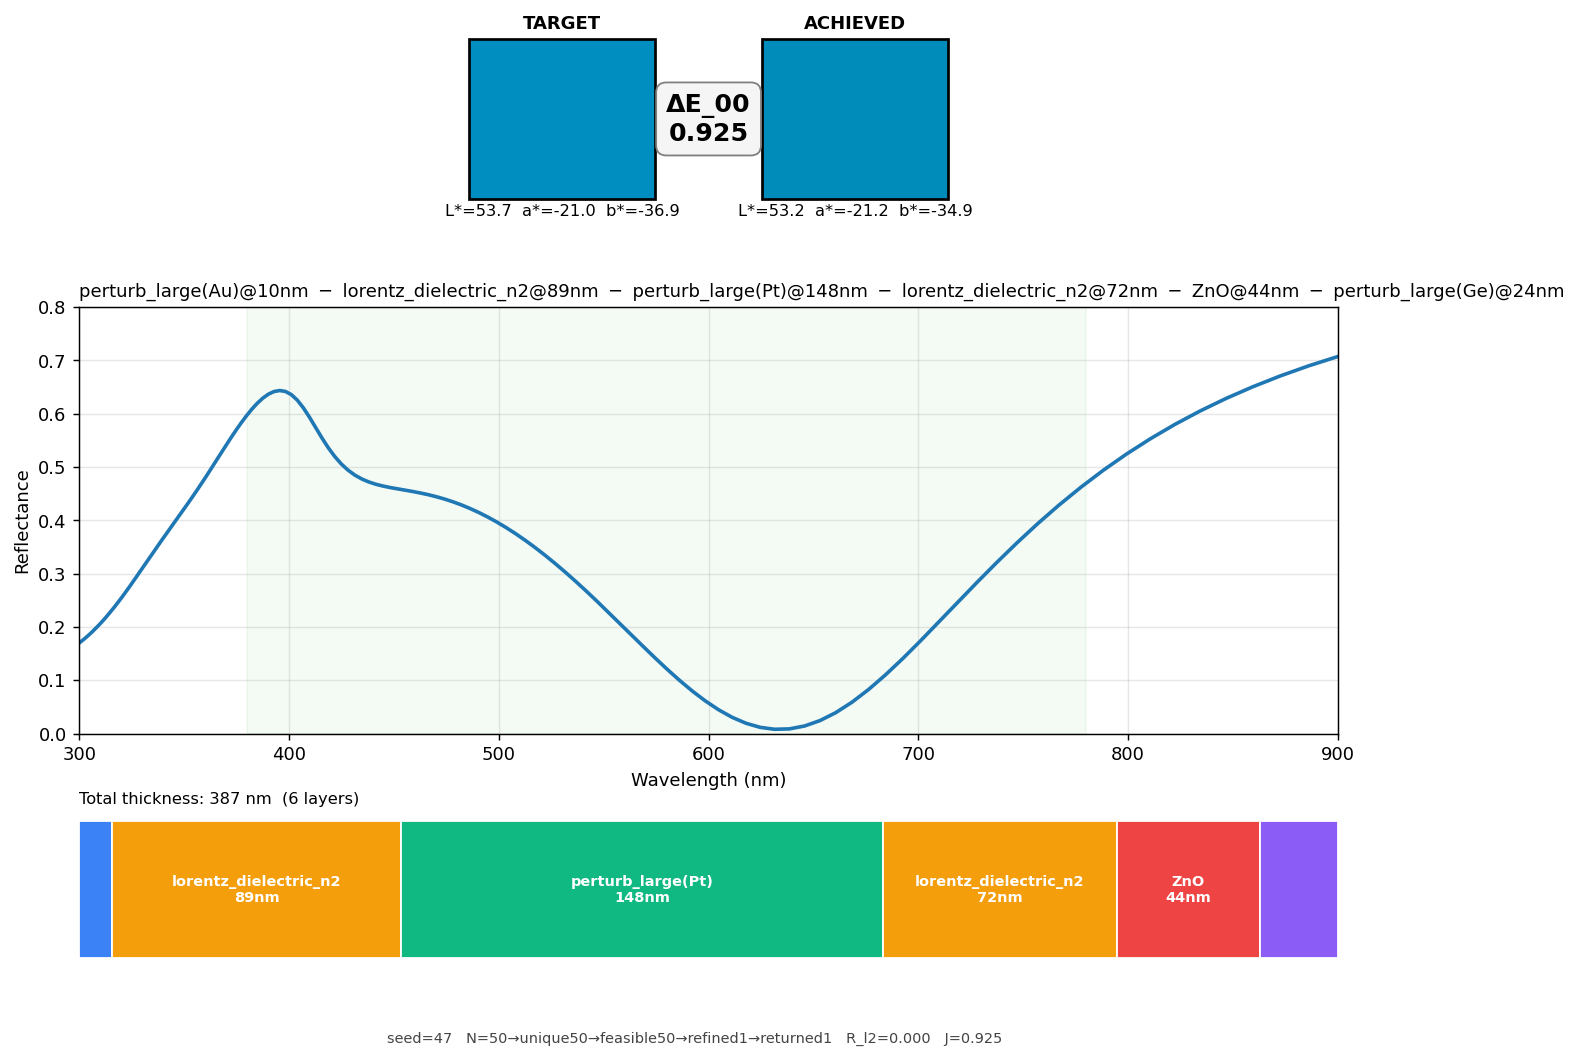 TARGET
ACHIEVED
ΔE_00
0.925
L*=53.7  a*=-21.0  b*=-36.9
L*=53.2  a*=-21.2  b*=-34.9
perturb_large(Au)@10nm − lorentz_dielectric_n2@89nm − perturb_large(Pt)@148nm − lorentz_dielectric_n2@72nm − ZnO@44nm − perturb_large(Ge)@24nm
0.8
0.7
0.6
0.5
0.4
0.3
0.2
0.1
0.0
Reflectance
300 400 500 600 700 800 900
Wavelength (nm)
Total thickness: 387 nm  (6 layers)
lorentz_dielectric_n2
89nm
perturb_large(Pt)
148nm
lorentz_dielectric_n2
72nm
ZnO
44nm
seed=47   N=50→unique50→feasible50→refined1→returned1   R_l2=0.000   J=0.925